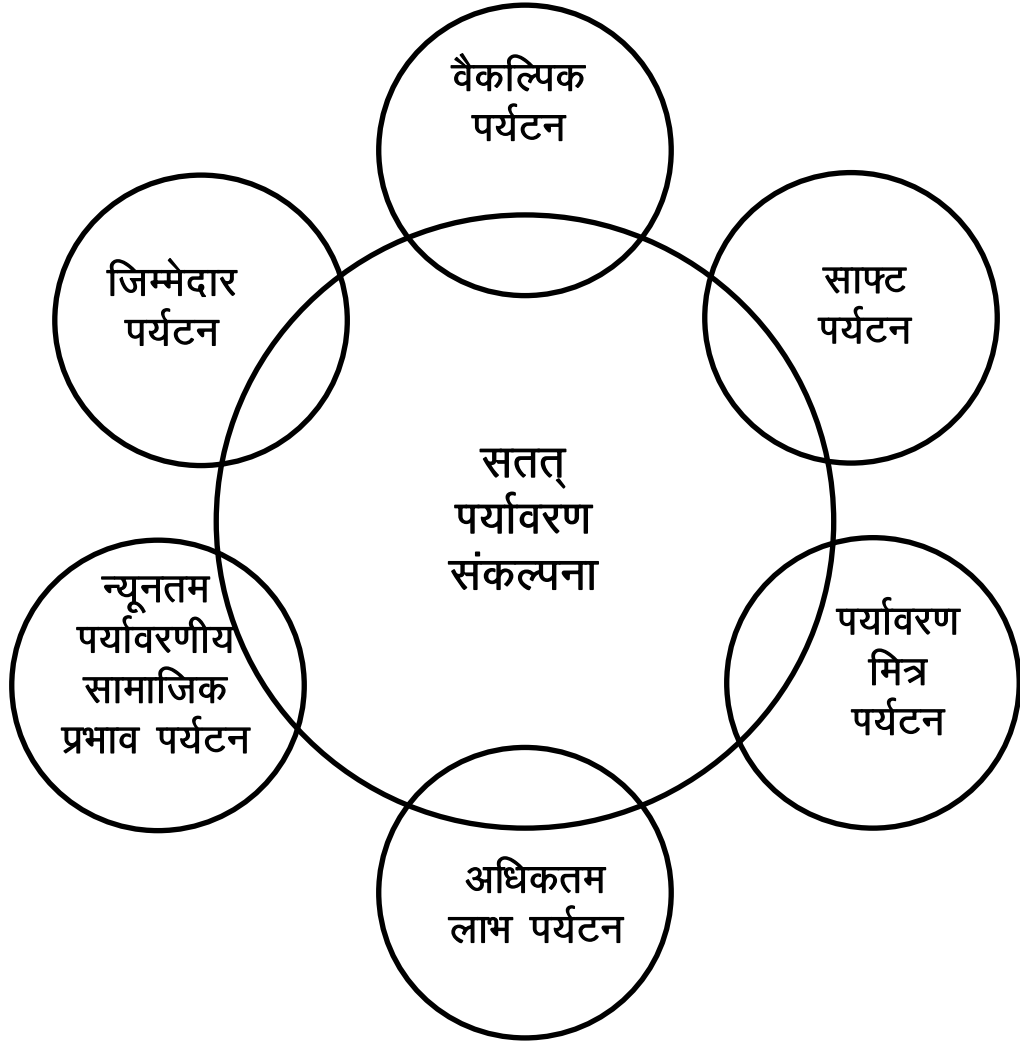 वैकल्पिक
पर्यटन
जिम्मेदार
पर्यटन
साफ्ट
पर्यटन
सतत्
पर्यावरण
संकल्पना
न्यूनतम
पर्यावरणीय
सामाजिक
प्रभाव पर्यटन
पर्यावरण
मित्र
पर्यटन
अधिकतम
लाभ पर्यटन